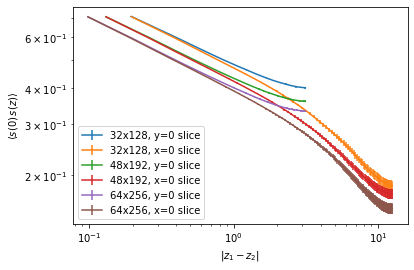 ⟨s(0) s(z)⟩
6 × 10⁻¹
4 × 10⁻¹
3 × 10⁻¹
2 × 10⁻¹
32x128, y=0 slice
32x128, x=0 slice
48x192, y=0 slice
48x192, x=0 slice
64x256, y=0 slice
64x256, x=0 slice
10⁻¹ 10⁰ 10¹
|z₁ − z₂|